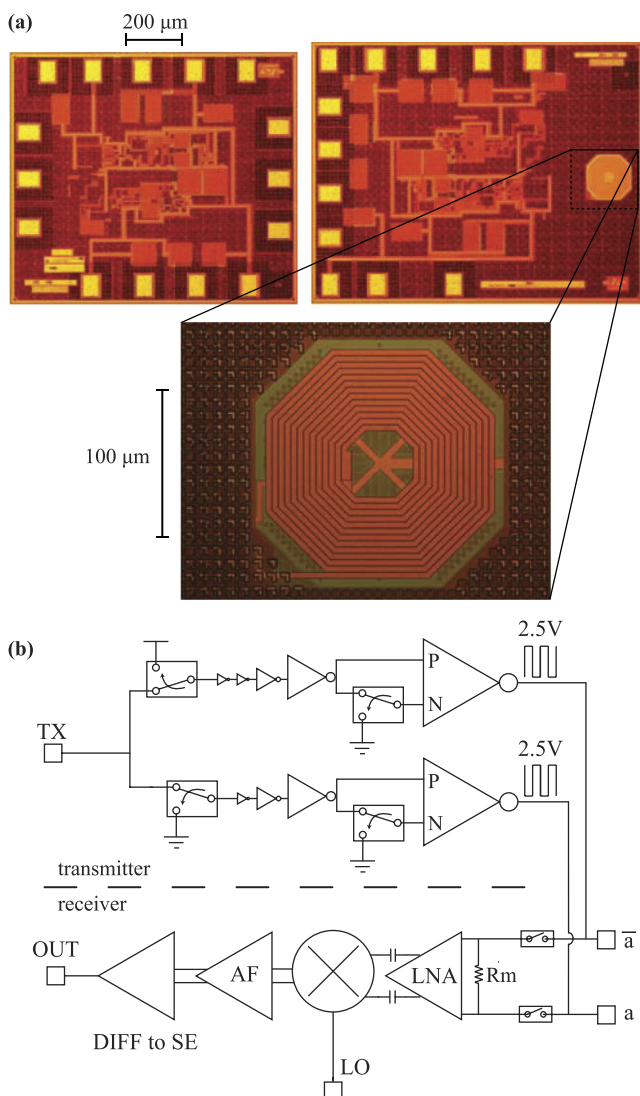 (a)
200 μm
100 μm
(b)
2.5V
P
N
TX
2.5V
P
N
transmitter
receiver
OUT
AF
LNA
Rm
a
a
DIFF to SE
LO